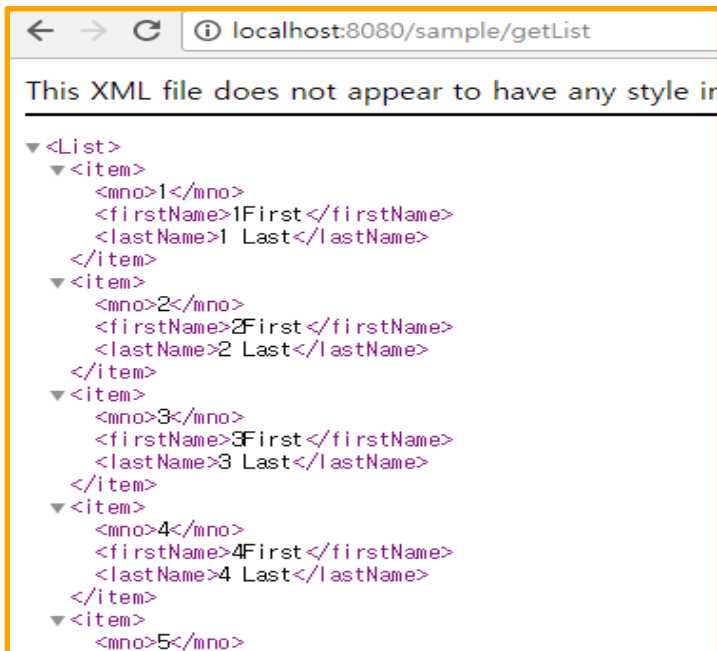 localhost:8080/sample/getList
This XML file does not appear to have any style in
<List>
<item>
<mno>1</mno>
<firstName>1First</firstName>
<lastName>1 Last</lastName>
</item>
<item>
<mno>2</mno>
<firstName>2First</firstName>
<lastName>2 Last</lastName>
</item>
<item>
<mno>3</mno>
<firstName>3First</firstName>
<lastName>3 Last</lastName>
</item>
<item>
<mno>4</mno>
<firstName>4First</firstName>
<lastName>4 Last</lastName>
</item>
<item>
<mno>5</mno>